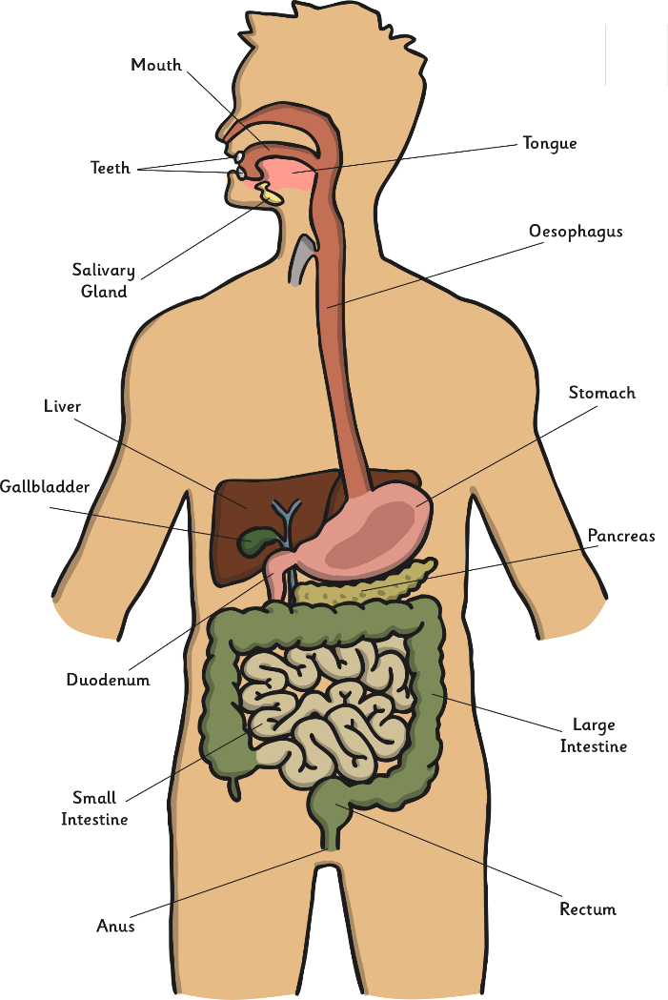 Mouth
Tongue
Teeth
Oesophagus
Salivary
Gland
Stomach
Liver
Gallbladder
Pancreas
Duodenum
Large
Intestine
Small
Intestine
Rectum
Anus